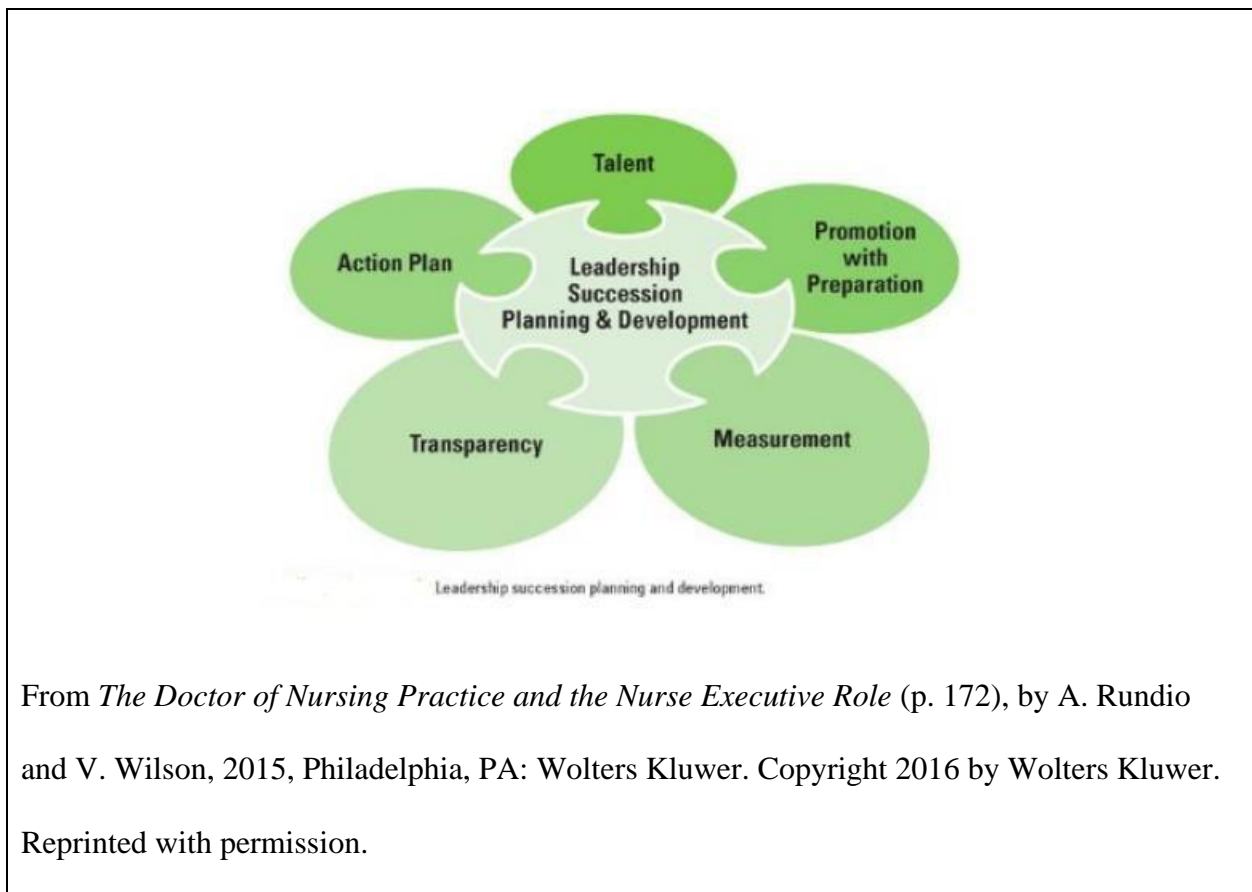 Talent
Action Plan
Promotion
with
Preparation
Leadership
Succession
Planning & Development
Transparency
Measurement
Leadership succession planning and development.
From The Doctor of Nursing Practice and the Nurse Executive Role (p. 172), by A. Rundio
and V. Wilson, 2015, Philadelphia, PA: Wolters Kluwer. Copyright 2016 by Wolters Kluwer.
Reprinted with permission.